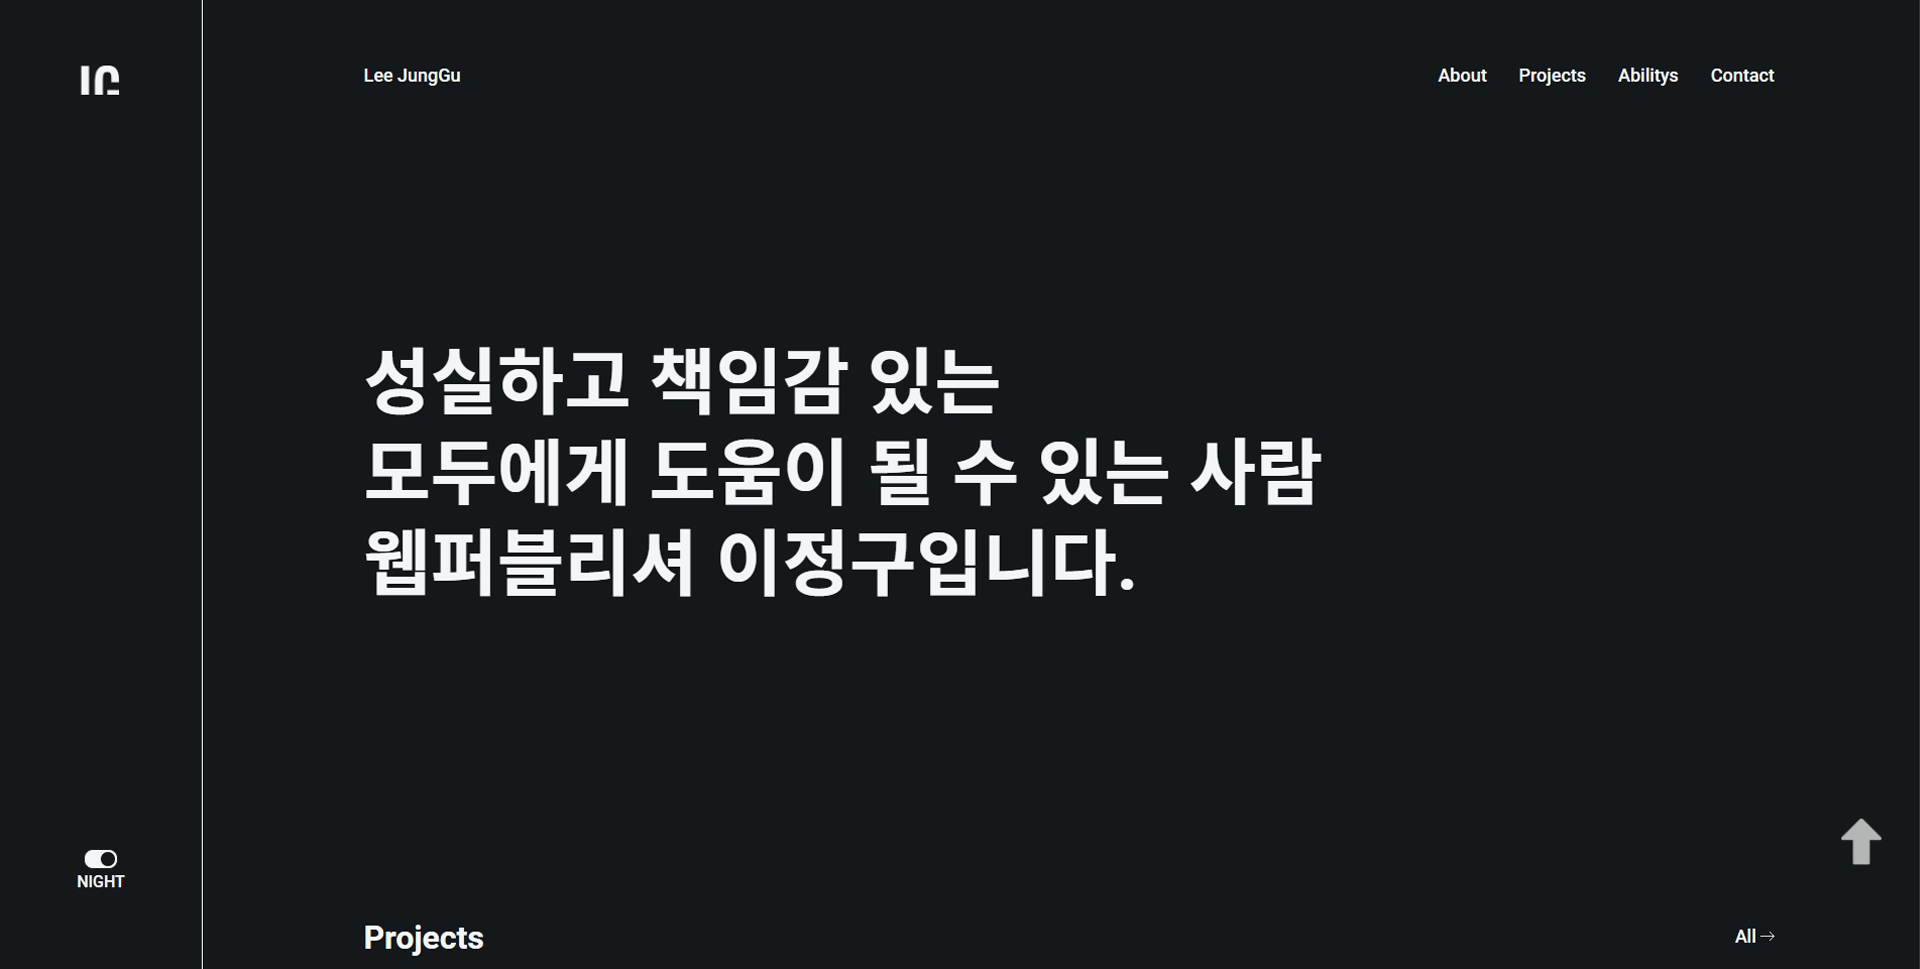 Lee JungGu
About Projects Abilitys Contact
성실하고 책임감 있는
모두에게 도움이 될 수 있는 사람
웹퍼블리셔 이정구입니다.
NIGHT
Projects
All →